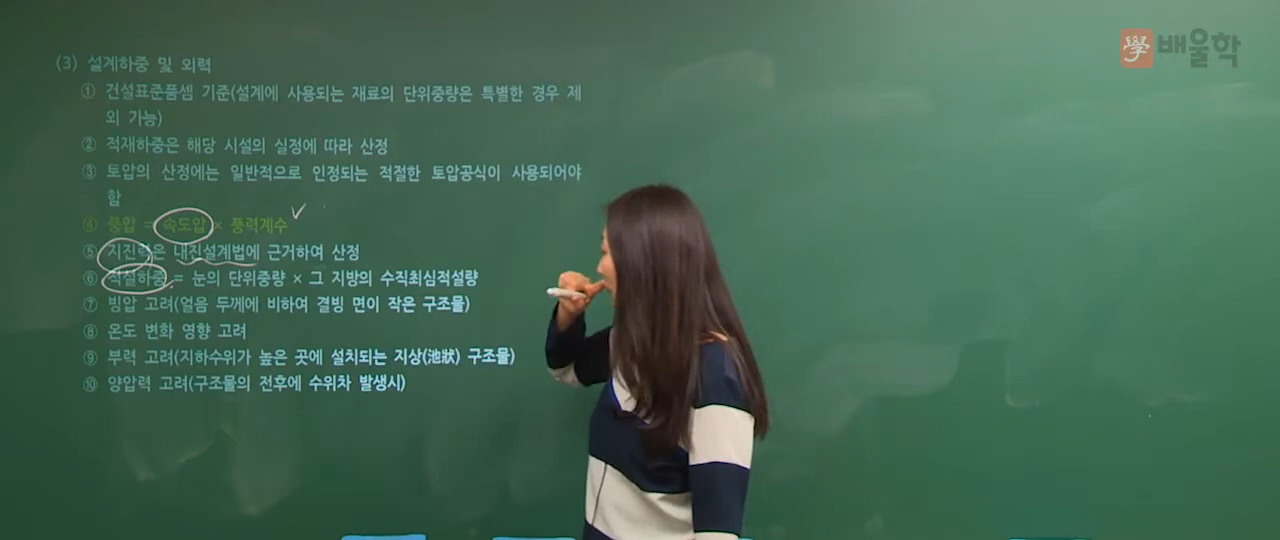 學 배울학
(3) 설계하중 및 외력
① 건설표준품셈 기준(설계에 사용되는 재료의 단위중량은 특별한 경우 제
외 가능)
② 적재하중은 해당 시설의 실정에 따라 산정
③ 토압의 산정에는 일반적으로 인정되는 적절한 토압공식이 사용되어야
함
④ 풍압 = 속도압 × 풍력계수
⑤ 지진력은 내진설계법에 근거하여 산정
⑥ 적설하중 = 눈의 단위중량 × 그 지방의 수직최심적설량
⑦ 빙압 고려(얼음 두께에 비하여 결빙 면이 작은 구조물)
⑧ 온도 변화 영향 고려
⑨ 부력 고려(지하수위가 높은 곳에 설치되는 지상(池狀) 구조물)
⑩ 양압력 고려(구조물의 전후에 수위차 발생시)